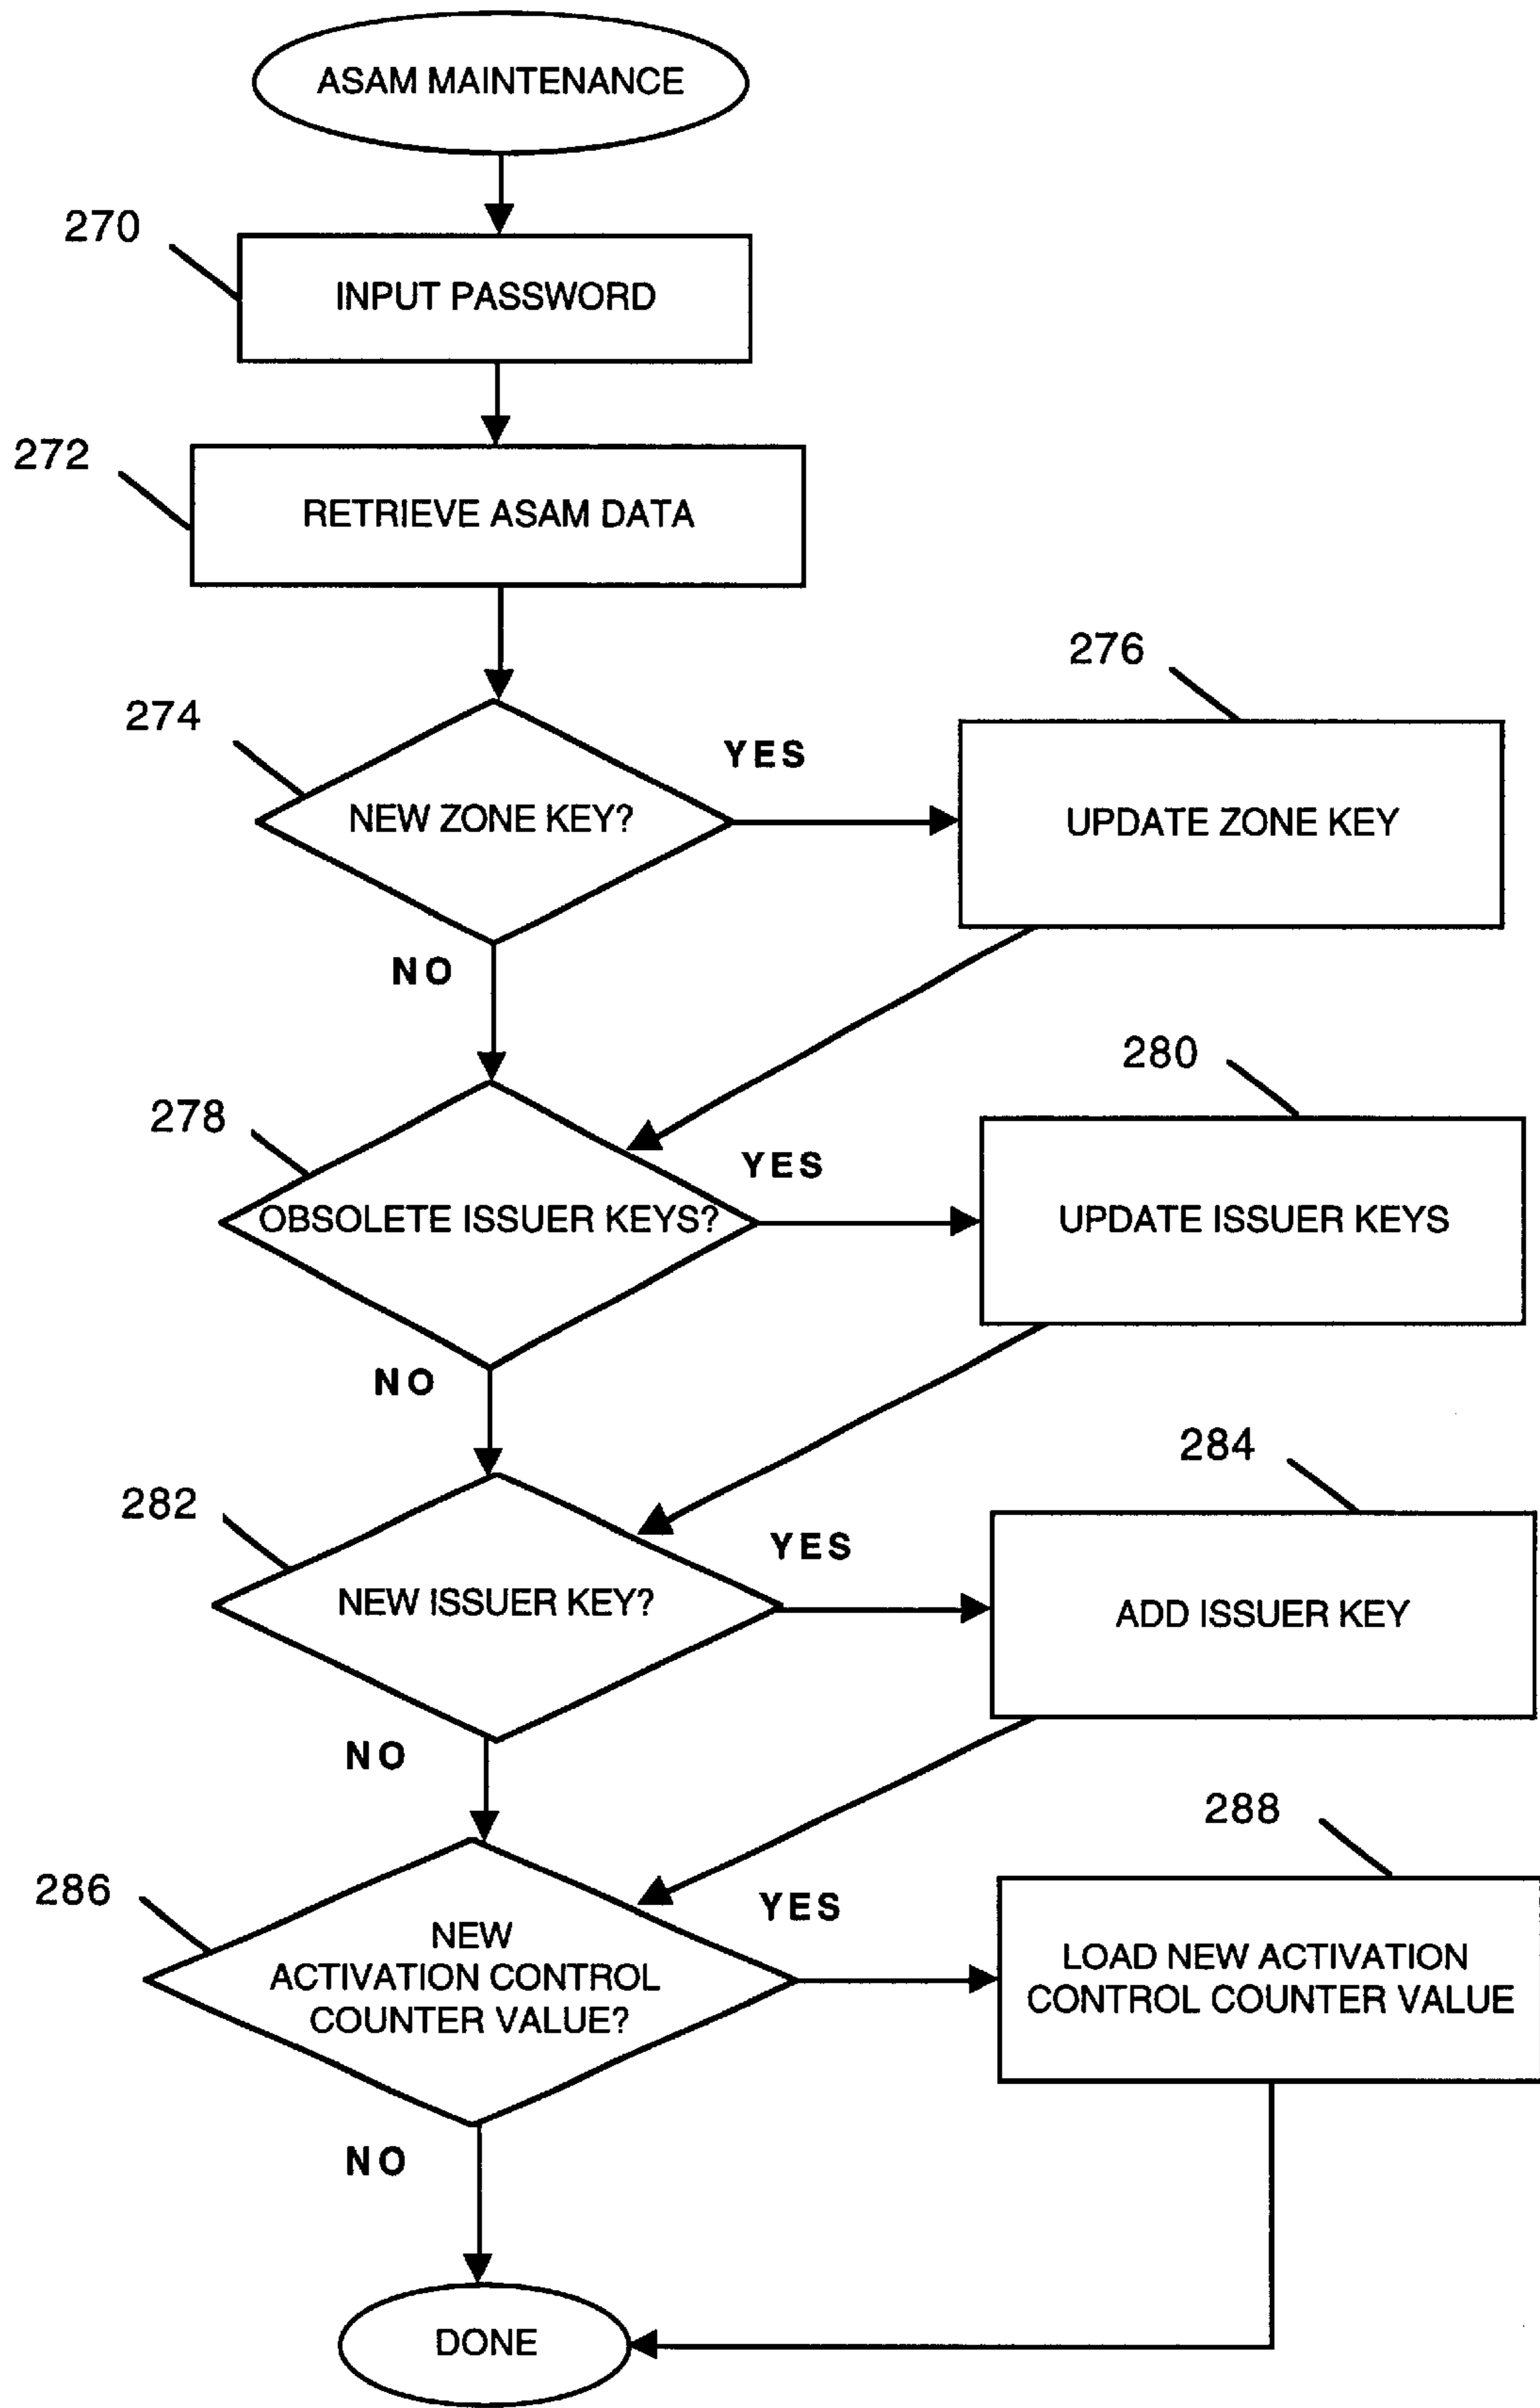 ASAM MAINTENANCE
270
INPUT PASSWORD
272
RETRIEVE ASAM DATA
274
NEW ZONE KEY?
YES
276
UPDATE ZONE KEY
NO
278
OBSOLETE ISSUER KEYS?
YES
280
UPDATE ISSUER KEYS
NO
282
NEW ISSUER KEY?
YES
284
ADD ISSUER KEY
NO
286
NEW
ACTIVATION CONTROL
COUNTER VALUE?
YES
288
LOAD NEW ACTIVATION
CONTROL COUNTER VALUE
NO
DONE